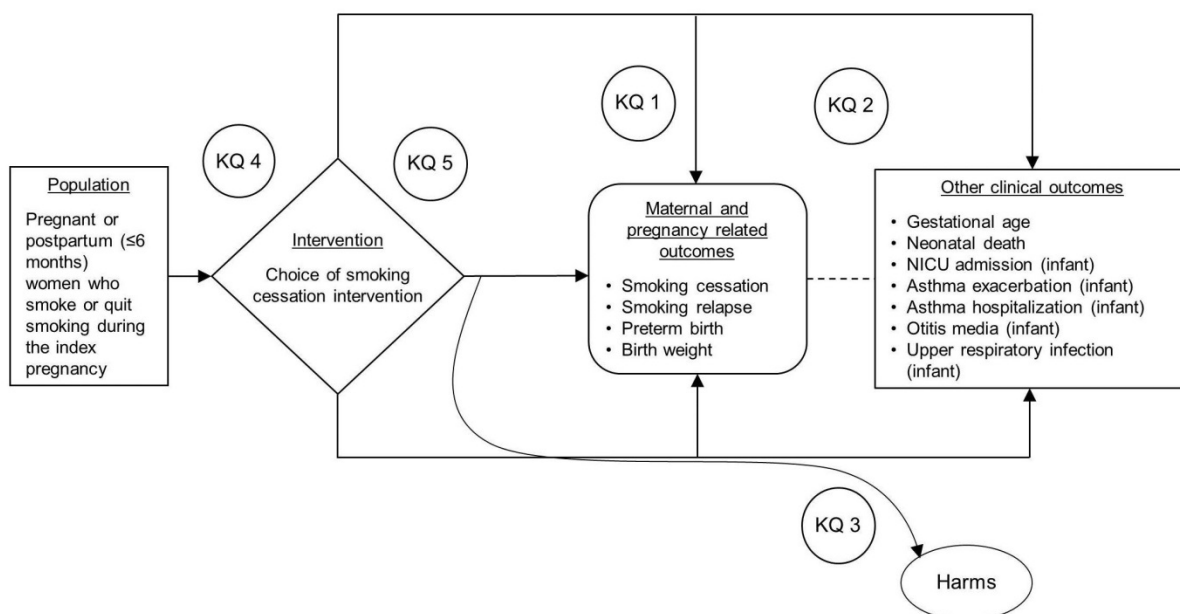 KQ 1
KQ 2
KQ 4
KQ 5
Population
Pregnant or
postpartum (≤6
months)
women who
smoke or quit
smoking during
the index
pregnancy
Intervention
Choice of smoking
cessation intervention
Maternal and
pregnancy related
outcomes
• Smoking cessation
• Smoking relapse
• Preterm birth
• Birth weight
Other clinical outcomes
• Gestational age
• Neonatal death
• NICU admission (infant)
• Asthma exacerbation (infant)
• Asthma hospitalization (infant)
• Otitis media (infant)
• Upper respiratory infection
(infant)
KQ 3
Harms